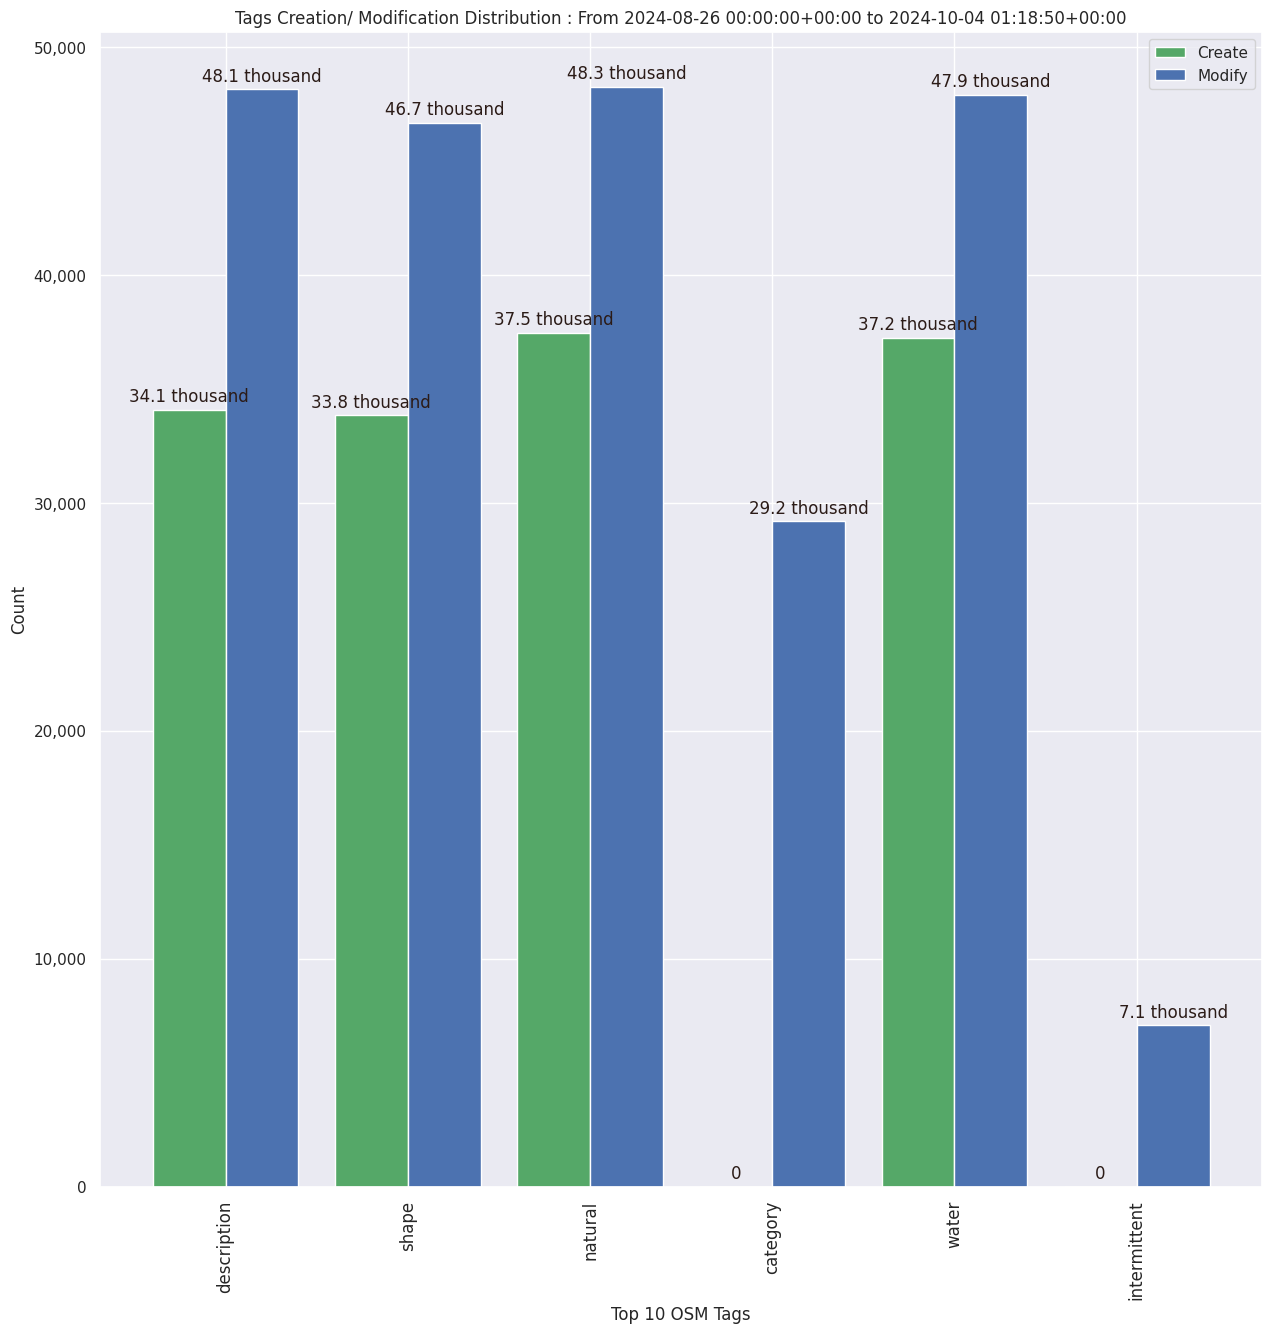 Tags Creation/ Modification Distribution : From 2024-08-26 00:00:00+00:00 to 2024-10-04 01:18:50+00:00
Create
Modify
50,000
40,000
30,000
20,000
10,000
0
Count
48.1 thousand
46.7 thousand
48.3 thousand
47.9 thousand
37.5 thousand
37.2 thousand
34.1 thousand
33.8 thousand
29.2 thousand
7.1 thousand
0
0
description
shape
natural
category
water
intermittent
Top 10 OSM Tags